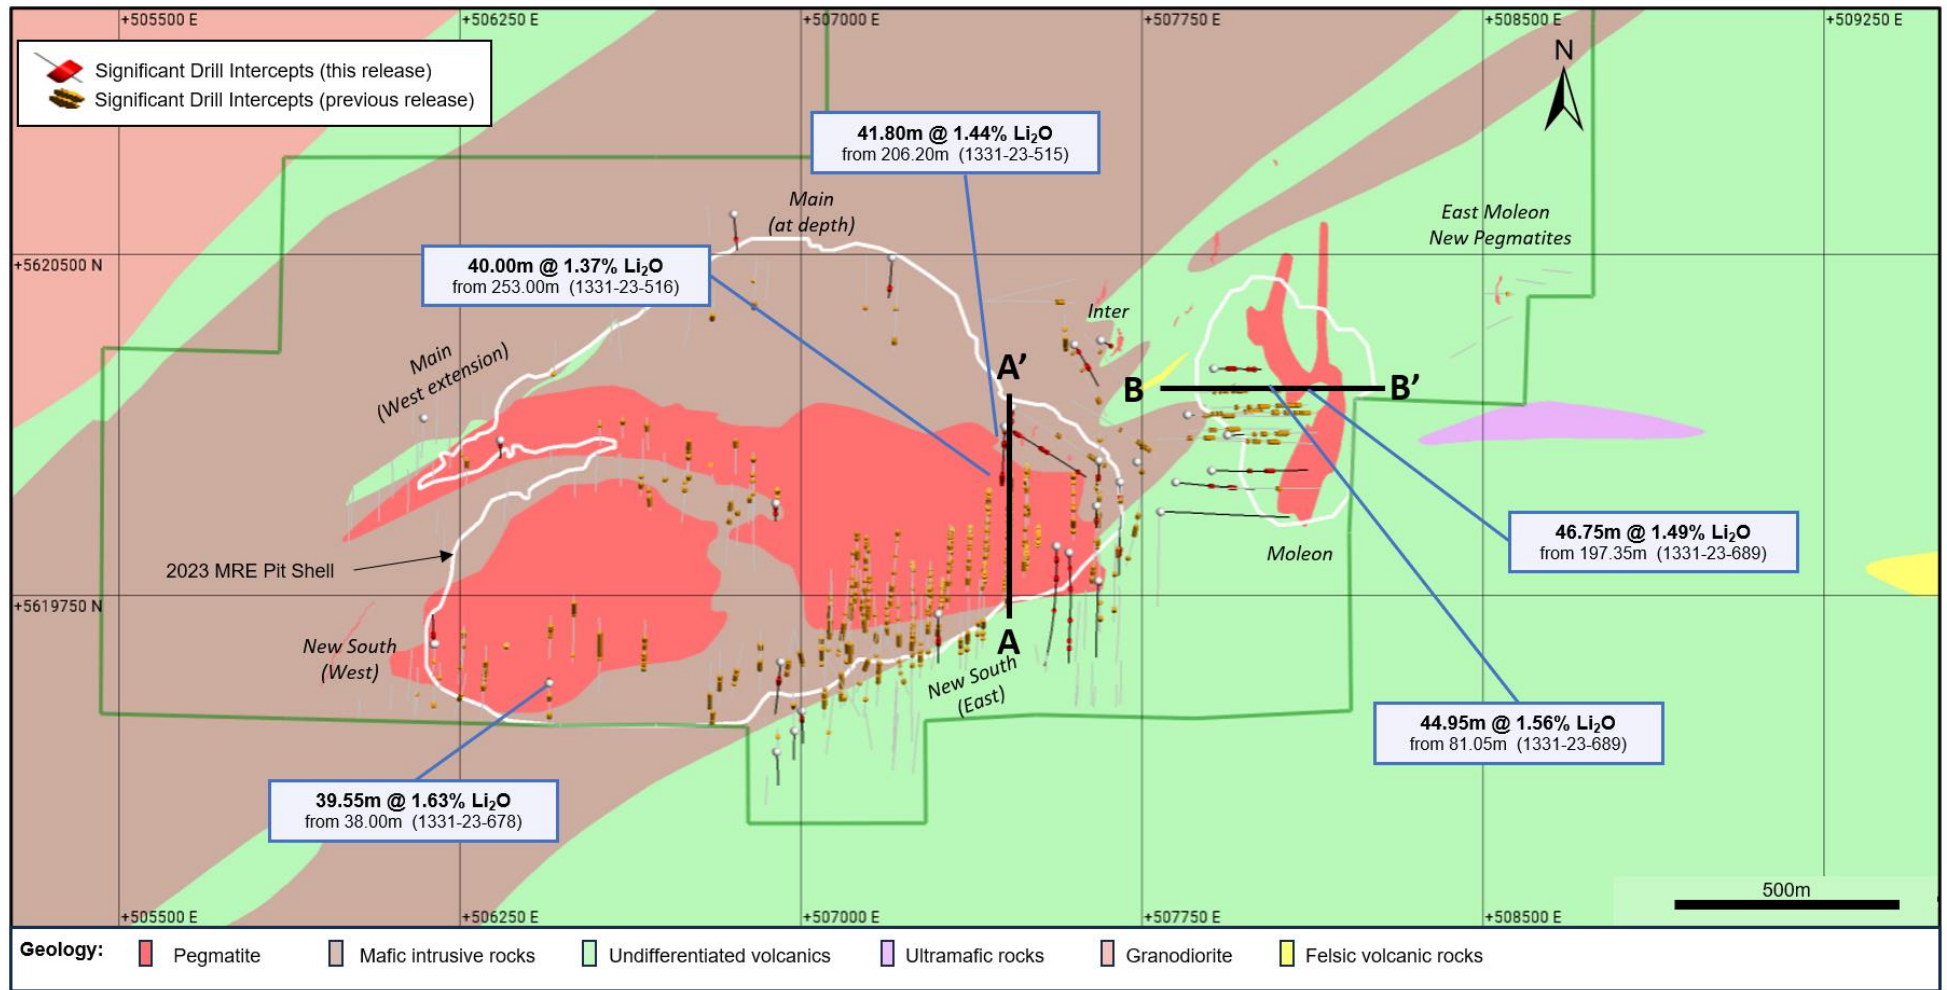 +505500 E
+506250 E
+507000 E
+507750 E
+508500 E
+509250 E
Significant Drill Intercepts (this release)
Significant Drill Intercepts (previous release)
N
41.80m @ 1.44% Li₂O
from 206.20m (1331-23-515)
Main
(at depth)
East Moleon
New Pegmatites
+5620500 N
40.00m @ 1.37% Li₂O
from 253.00m (1331-23-516)
Inter
Main
(West extension)
A’
B
B’
46.75m @ 1.49% Li₂O
from 197.35m (1331-23-689)
Moleon
2023 MRE Pit Shell
+5619750 N
New South
(West)
A
New South
(East)
44.95m @ 1.56% Li₂O
from 81.05m (1331-23-689)
39.55m @ 1.63% Li₂O
from 38.00m (1331-23-678)
500m
+505500 E
+506250 E
+507000 E
+507750 E
+508500 E
Geology:
Pegmatite
Mafic intrusive rocks
Undifferentiated volcanics
Ultramafic rocks
Granodiorite
Felsic volcanic rocks